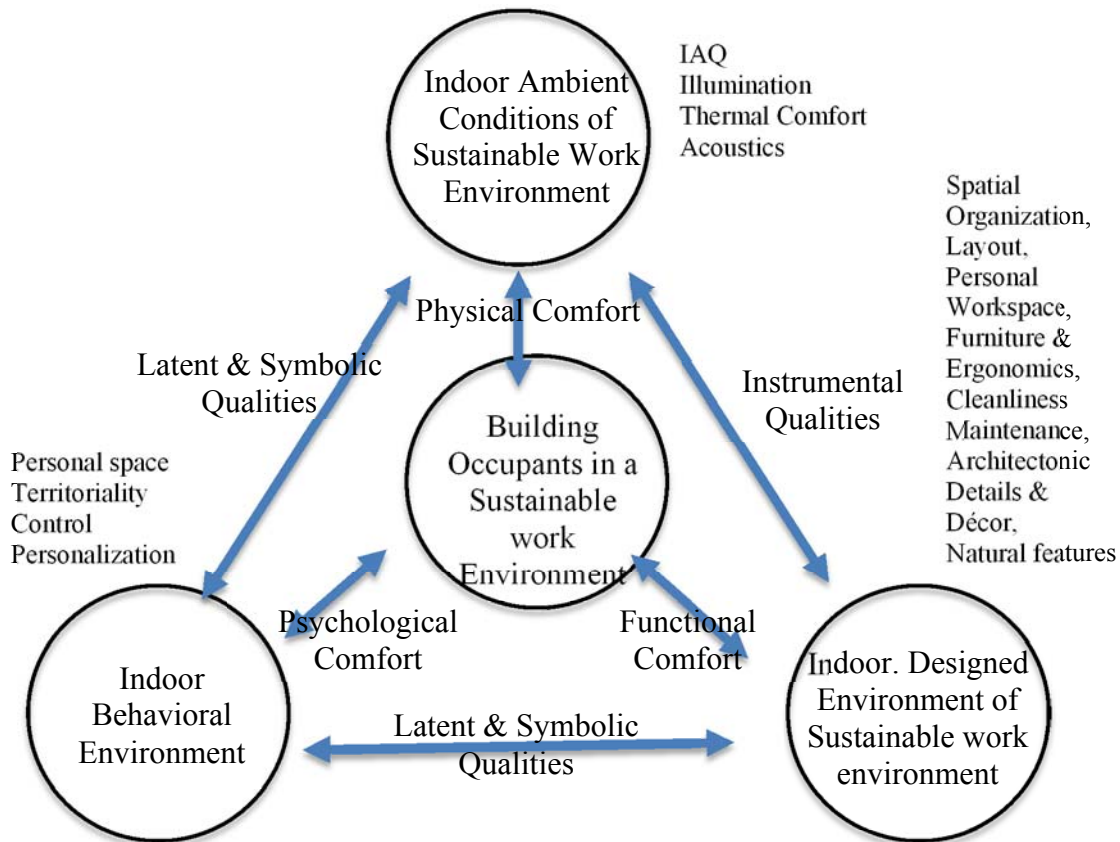 Indoor Ambient
Conditions of
Sustainable Work
Environment
IAQ
Illumination
Thermal Comfort
Acoustics
Spatial
Organization,
Layout,
Personal
Workspace,
Furniture &
Ergonomics,
Cleanliness
Maintenance,
Architectonic
Details &
Décor,
Natural features
Physical Comfort
Latent & Symbolic
Qualities
Instrumental
Qualities
Building
Occupants in a
Sustainable
work
Environment
Personal space
Territoriality
Control
Personalization
Psychological
Comfort
Functional
Comfort
Indoor
Behavioral
Environment
Latent & Symbolic
Qualities
Indoor. Designed
Environment of
Sustainable work
environment